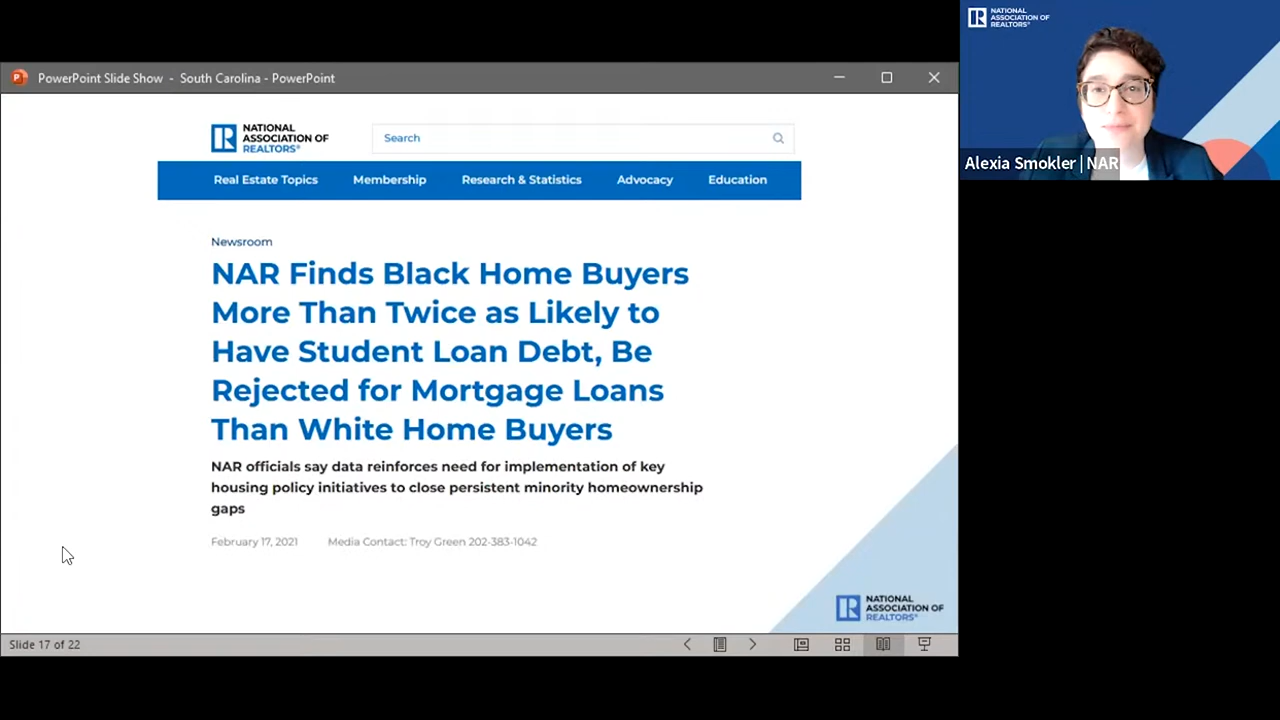 PowerPoint Slide Show - South Carolina - PowerPoint
NATIONAL
ASSOCIATION OF
REALTORS®
Search
Real Estate Topics
Membership
Research & Statistics
Advocacy
Education
Newsroom
NAR Finds Black Home Buyers
More Than Twice as Likely to
Have Student Loan Debt, Be
Rejected for Mortgage Loans
Than White Home Buyers
NAR officials say data reinforces need for implementation of key
housing policy initiatives to close persistent minority homeownership
gaps
February 17, 2021
Media Contact: Troy Green 202-383-1042
NATIONAL
ASSOCIATION OF
REALTORS®
Slide 17 of 22
NATIONAL
ASSOCIATION OF
REALTORS®
Alexia Smokler | NAR